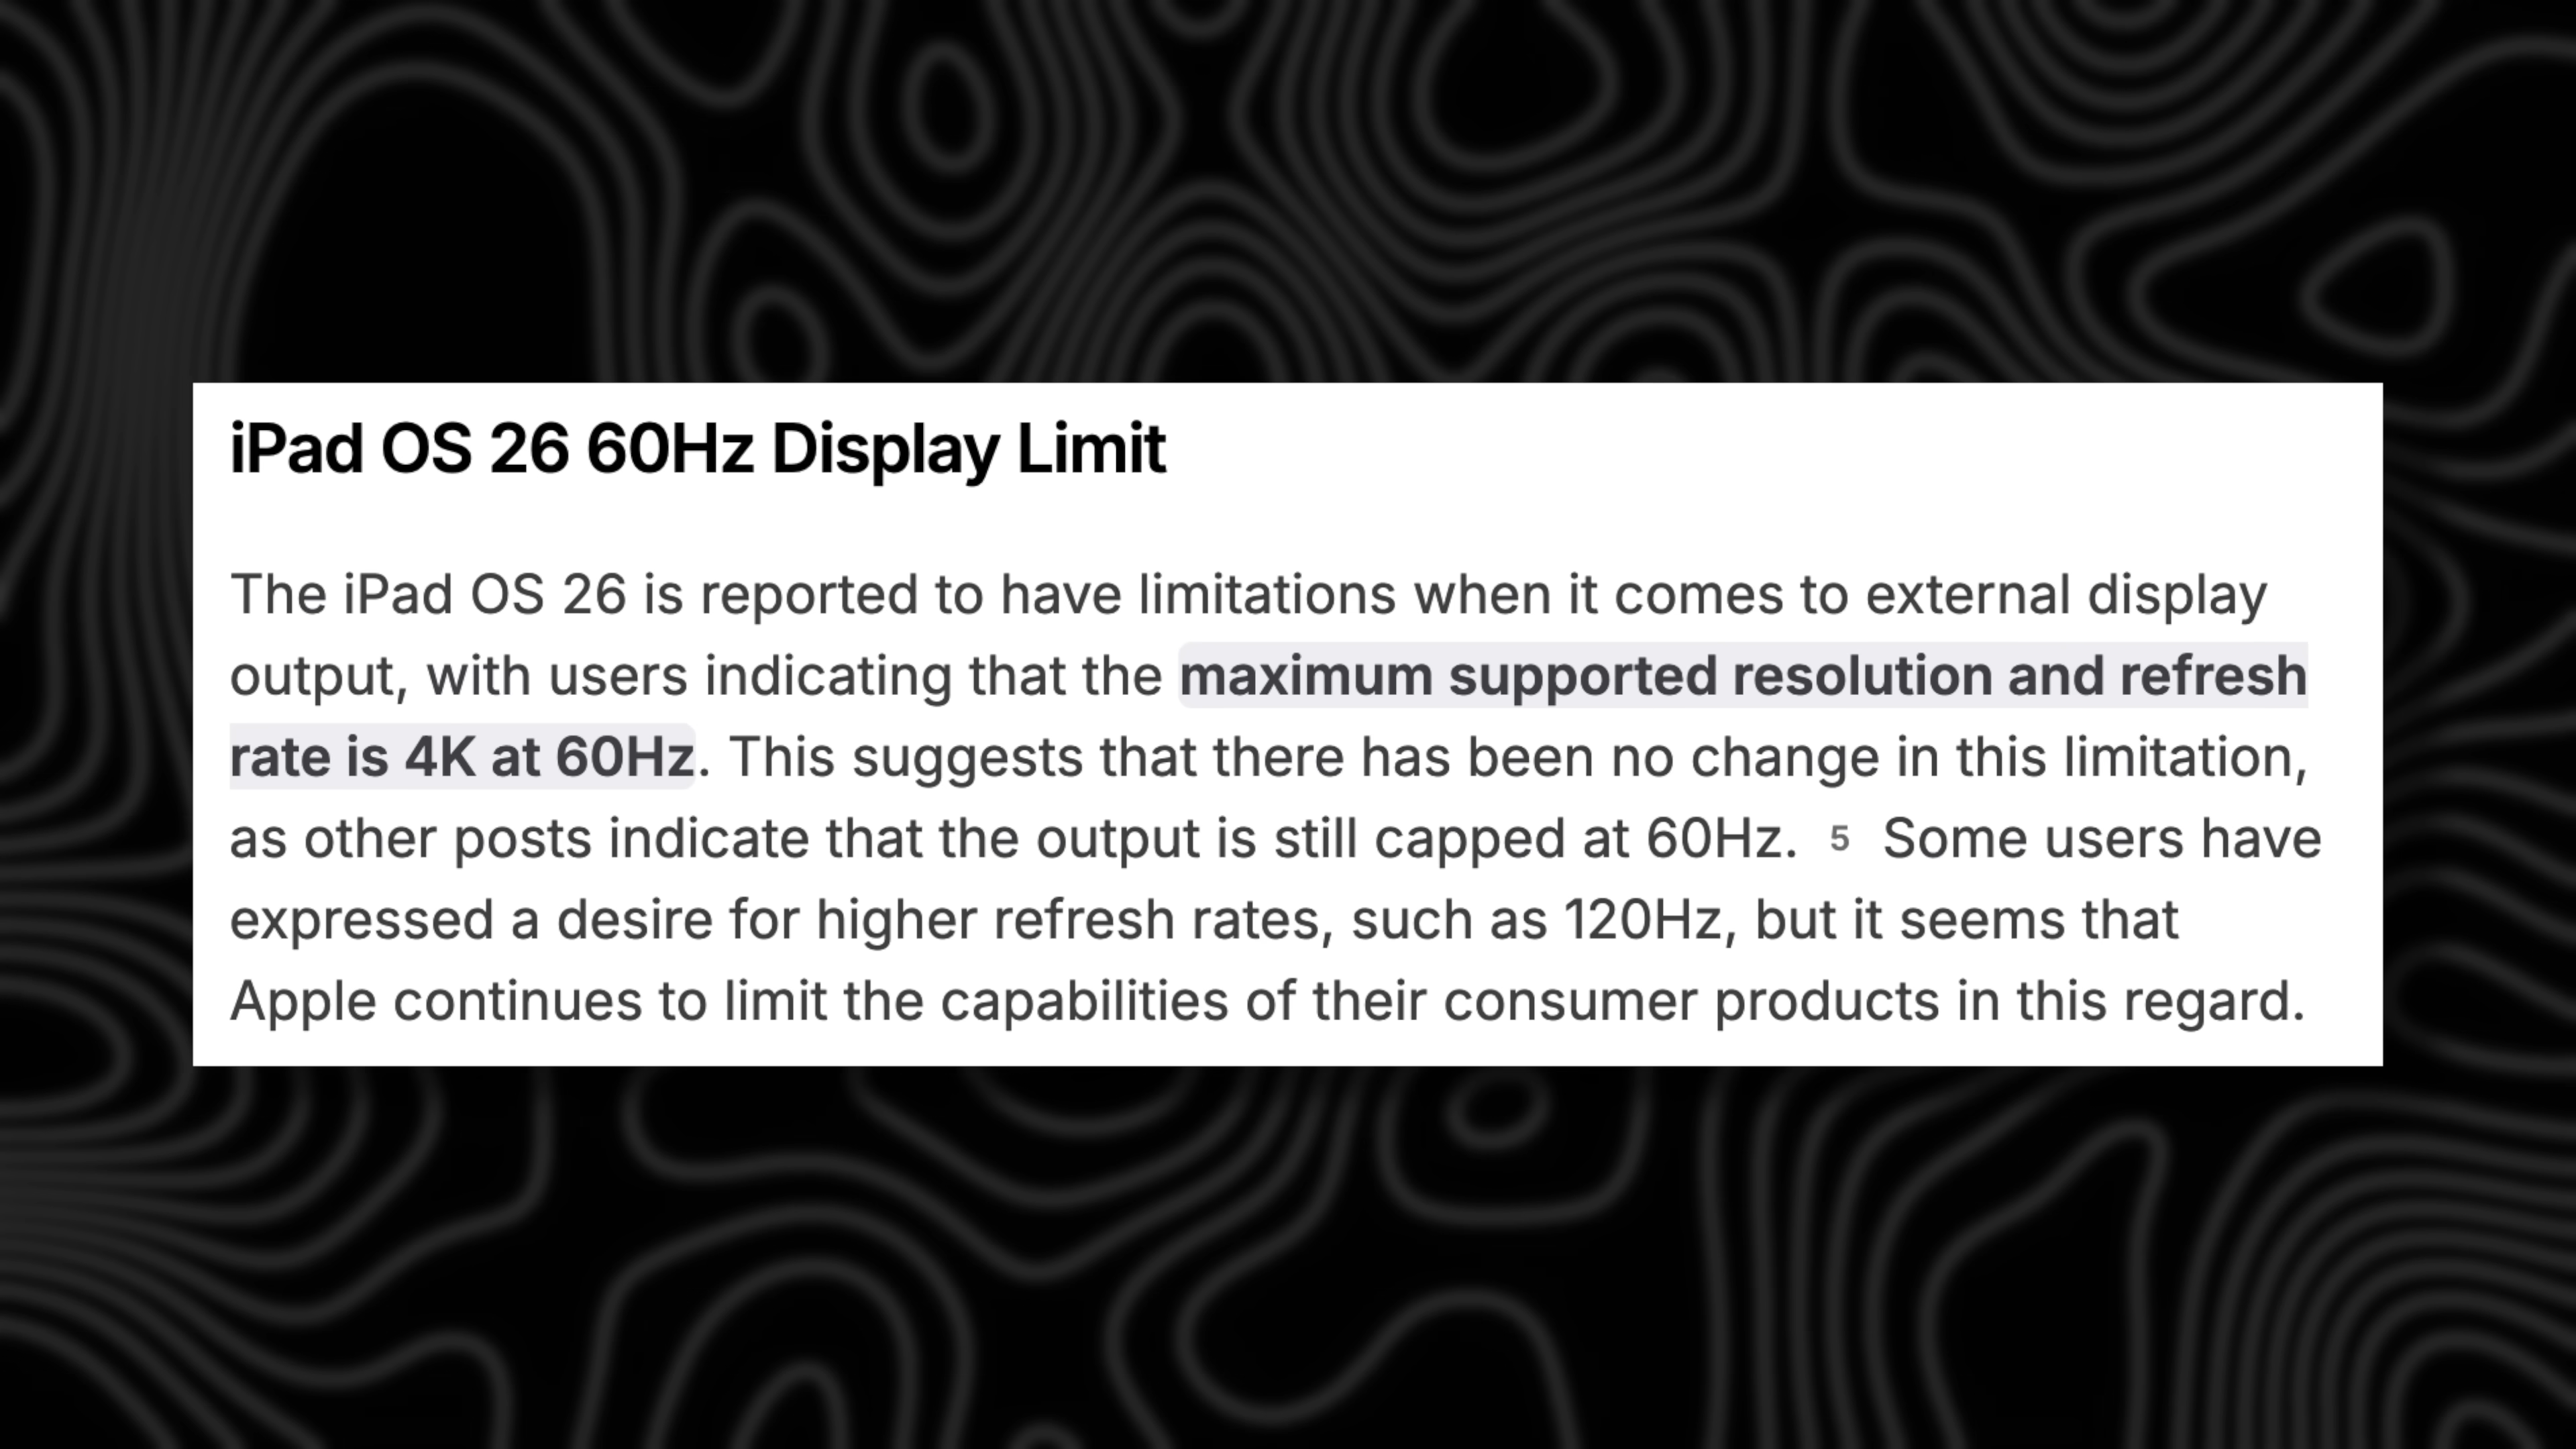 iPad OS 26 60Hz Display Limit
The iPad OS 26 is reported to have limitations when it comes to external display
output, with users indicating that the maximum supported resolution and refresh
rate is 4K at 60Hz. This suggests that there has been no change in this limitation,
as other posts indicate that the output is still capped at 60Hz. 5 Some users have
expressed a desire for higher refresh rates, such as 120Hz, but it seems that
Apple continues to limit the capabilities of their consumer products in this regard.